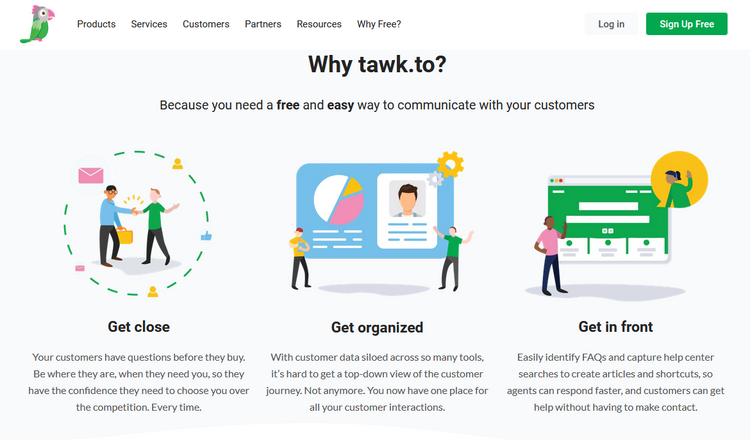 Products Services Customers Partners Resources Why Free? Log in Sign Up Free
Why tawk.to?
Because you need a free and easy way to communicate with your customers
Get close
Your customers have questions before they buy.
Be where they are, when they need you, so they
have the confidence they need to choose you over
the competition. Every time.
Get organized
With customer data siloed across so many tools,
it's hard to get a top-down view of the customer
journey. Not anymore. You now have one place for
all your customer interactions.
Get in front
Easily identify FAQs and capture help center
searches to create articles and shortcuts, so
agents can respond faster, and customers can get
help without having to make contact.